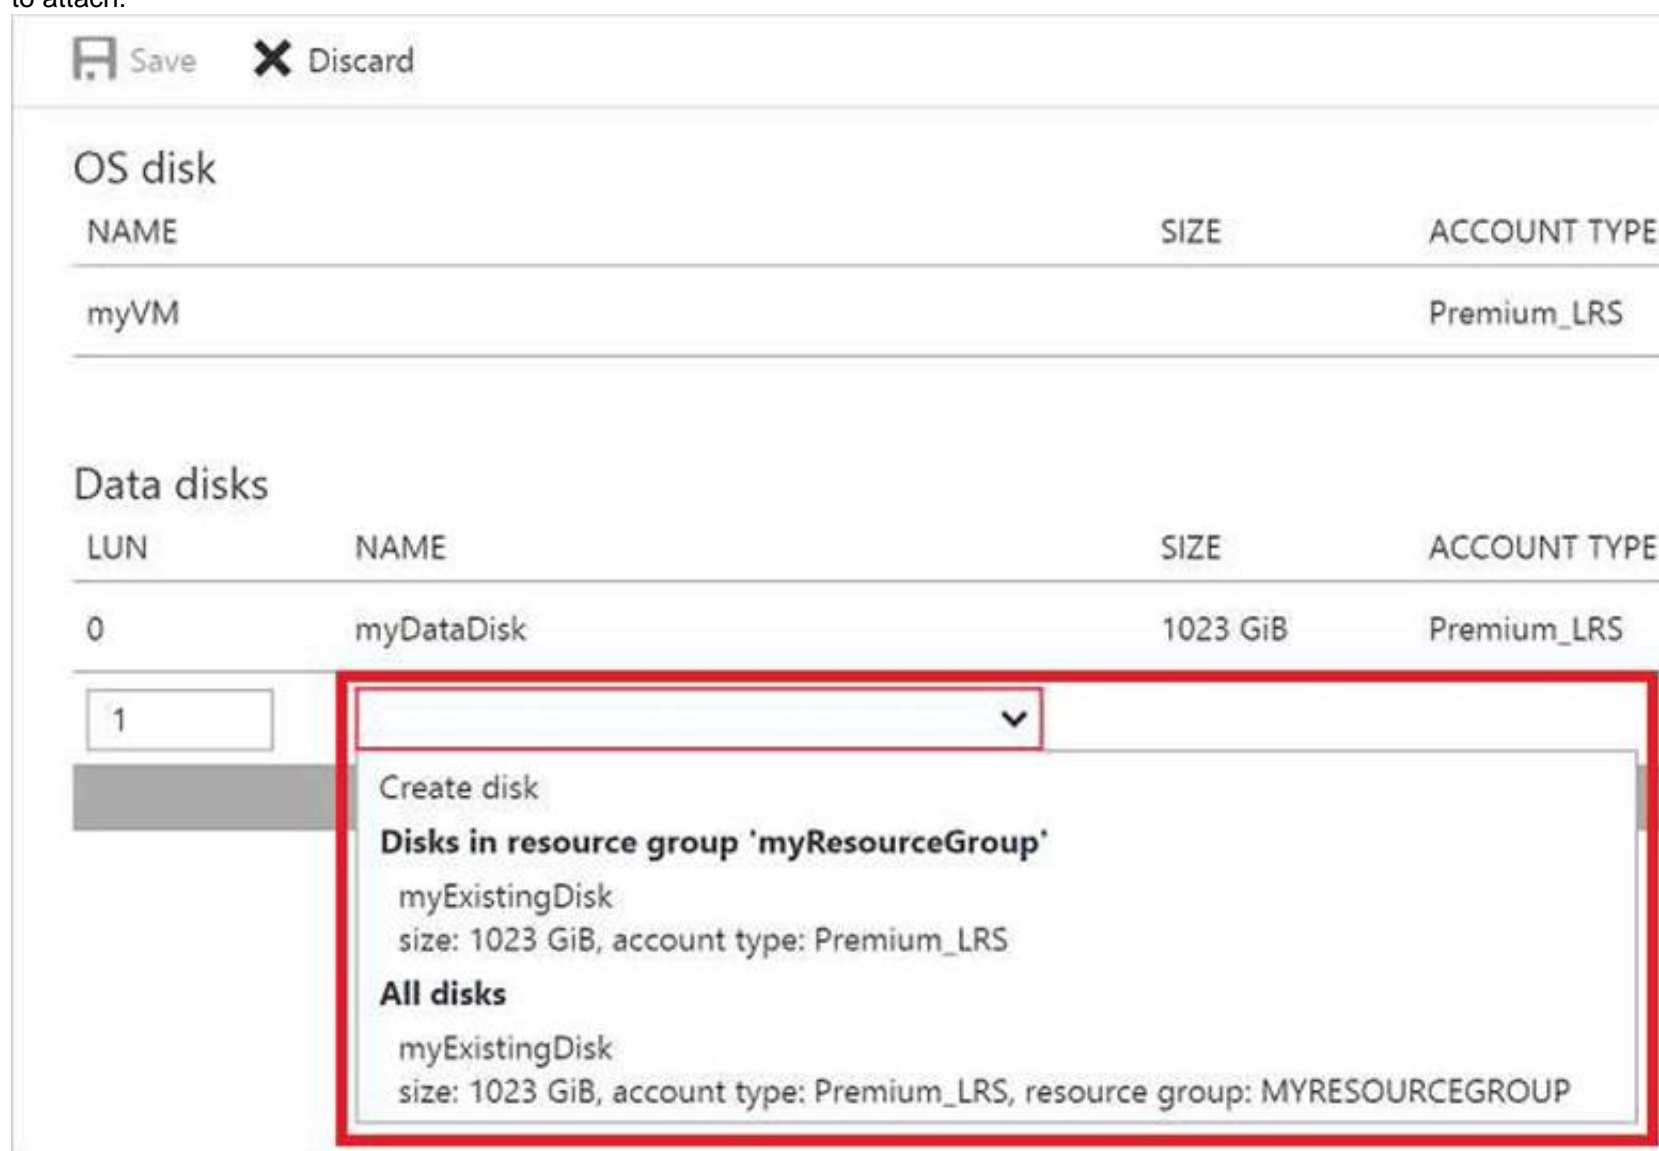 to attach.
Save Discard
OS disk
NAME SIZE ACCOUNT TYPE
myVM Premium_LRS
Data disks
LUN NAME SIZE ACCOUNT TYPE
0 myDataDisk 1023 GiB Premium_LRS
1
Create disk
Disks in resource group 'myResourceGroup'
myExistingDisk
size: 1023 GiB, account type: Premium_LRS
All disks
myExistingDisk
size: 1023 GiB, account type: Premium_LRS, resource group: MYRESOURCEGROUP